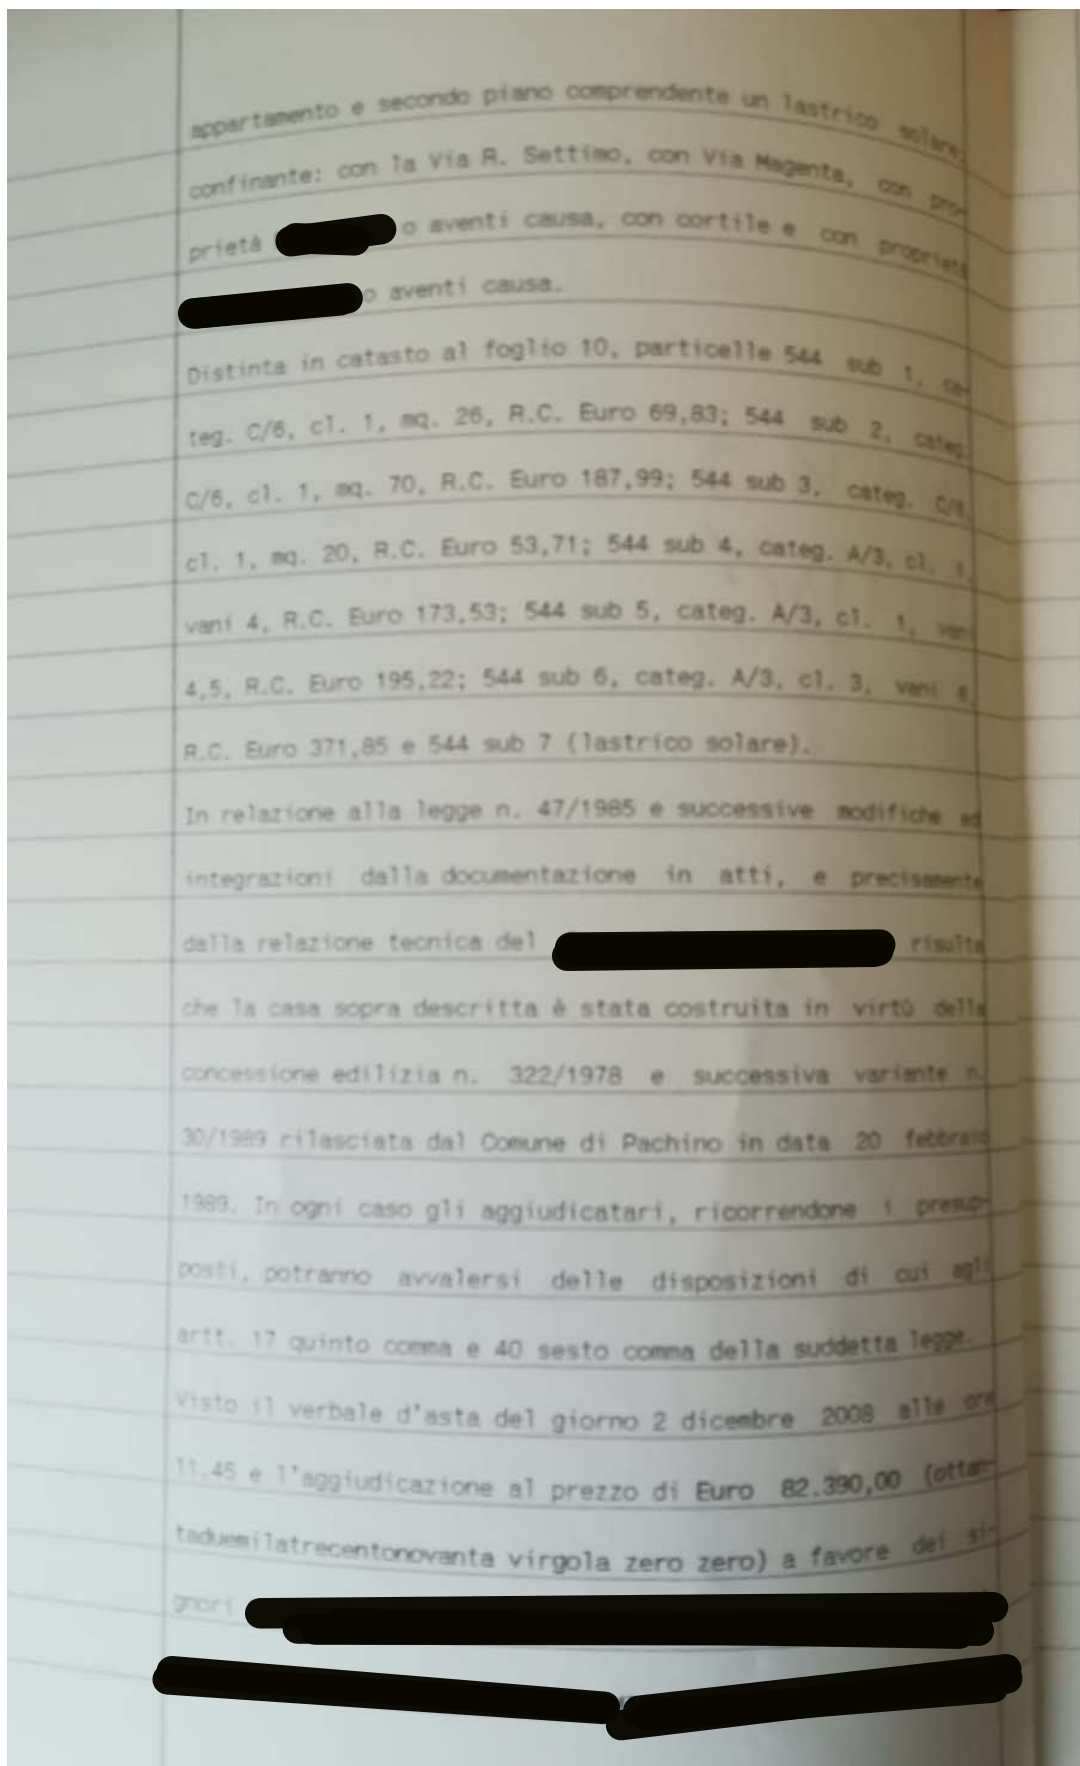 appartamento e secondo piano comprendente un lastrico solare,
confinante: con la Via R. Settimo, con Via Magenta, con pro-
prietà o aventi causa, con cortile e con proprietà
o aventi causa.
Distinta in catasto al foglio 10, particelle 544 sub 1, ca-
teg. C/6, cl. 1, mq. 26, R.C. Euro 69,83; 544 sub 2, categ.
C/6, cl. 1, mq. 70, R.C. Euro 187,99; 544 sub 3, categ. C/6,
cl. 1, mq. 20, R.C. Euro 53,71; 544 sub 4, categ. A/3, cl. 1,
vani 4, R.C. Euro 173,53; 544 sub 5, categ. A/3, cl. 1, vani
4,5, R.C. Euro 195,22; 544 sub 6, categ. A/3, cl. 3, vani
R.C. Euro 371,85 e 544 sub 7 (lastrico solare).
In relazione alla legge n. 47/1985 e successive modifiche ed
integrazioni dalla documentazione in atti, e precisamente
dalla relazione tecnica del risulta
che la casa sopra descritta è stata costruita in virtù della
concessione edilizia n. 322/1978 e successiva variante n.
30/1989 rilasciata dal Comune di Pachino in data 20 febbraio
1989. In ogni caso gli aggiudicatari, ricorrendone i presup-
posti, potranno avvalersi delle disposizioni di cui agli
artt. 17 quinto comma e 40 sesto comma della suddetta legge.
Visto il verbale d'asta del giorno 2 dicembre 2008 alle ore
11.45 e l'aggiudicazione al prezzo di Euro 82.390,00 (ottan-
taduemilatrecentonovanta virgola zero zero) a favore dei si-
gnori